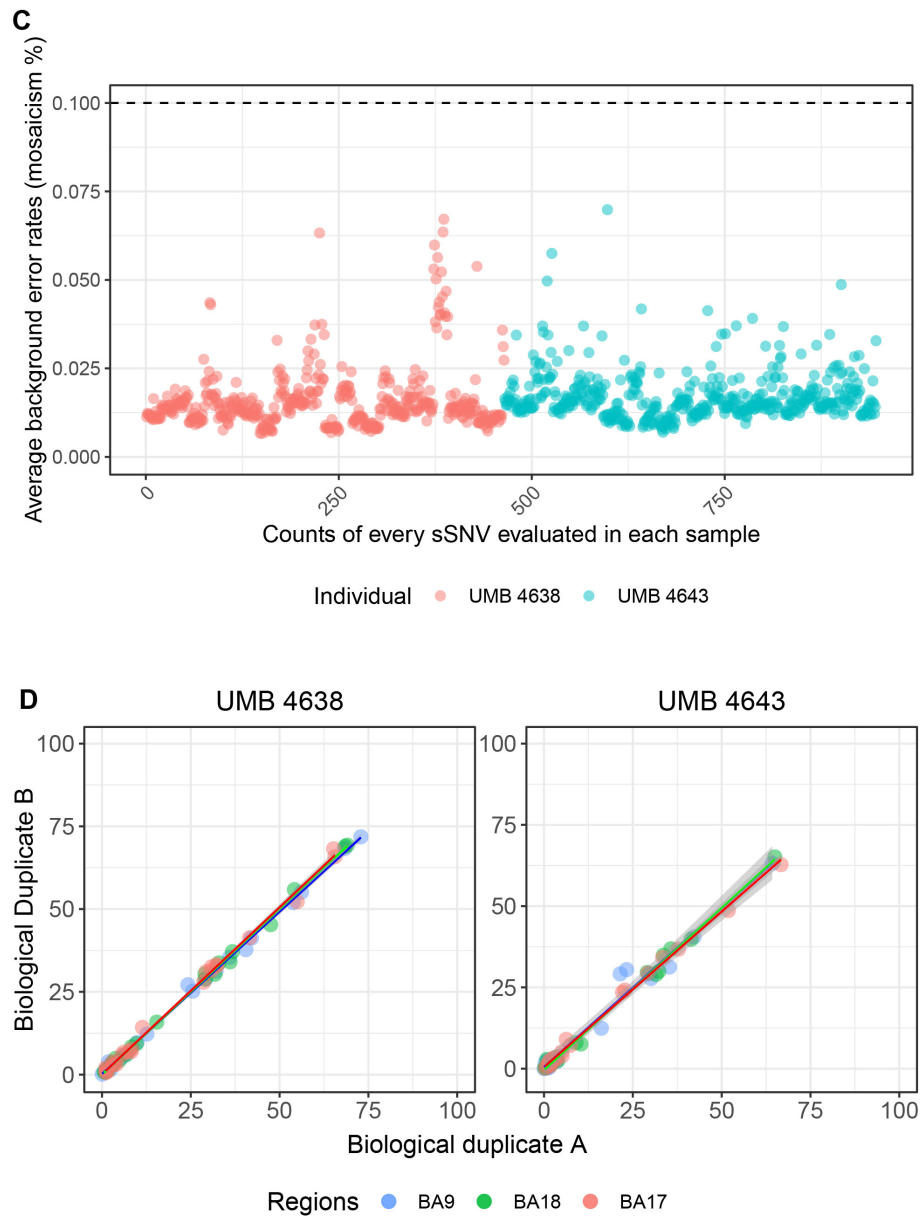 C
Average background error rates (mosaicism %)
0.100
0.075
0.050
0.025
0.000
0
250
500
750
Counts of every sSNV evaluated in each sample
Individual UMB 4638 UMB 4643
D
UMB 4638
UMB 4643
Biological Duplicate B
100
75
50
25
0
100
75
50
25
0
0 25 50 75 100
0 25 50 75 100
Biological duplicate A
Regions BA9 BA18 BA17